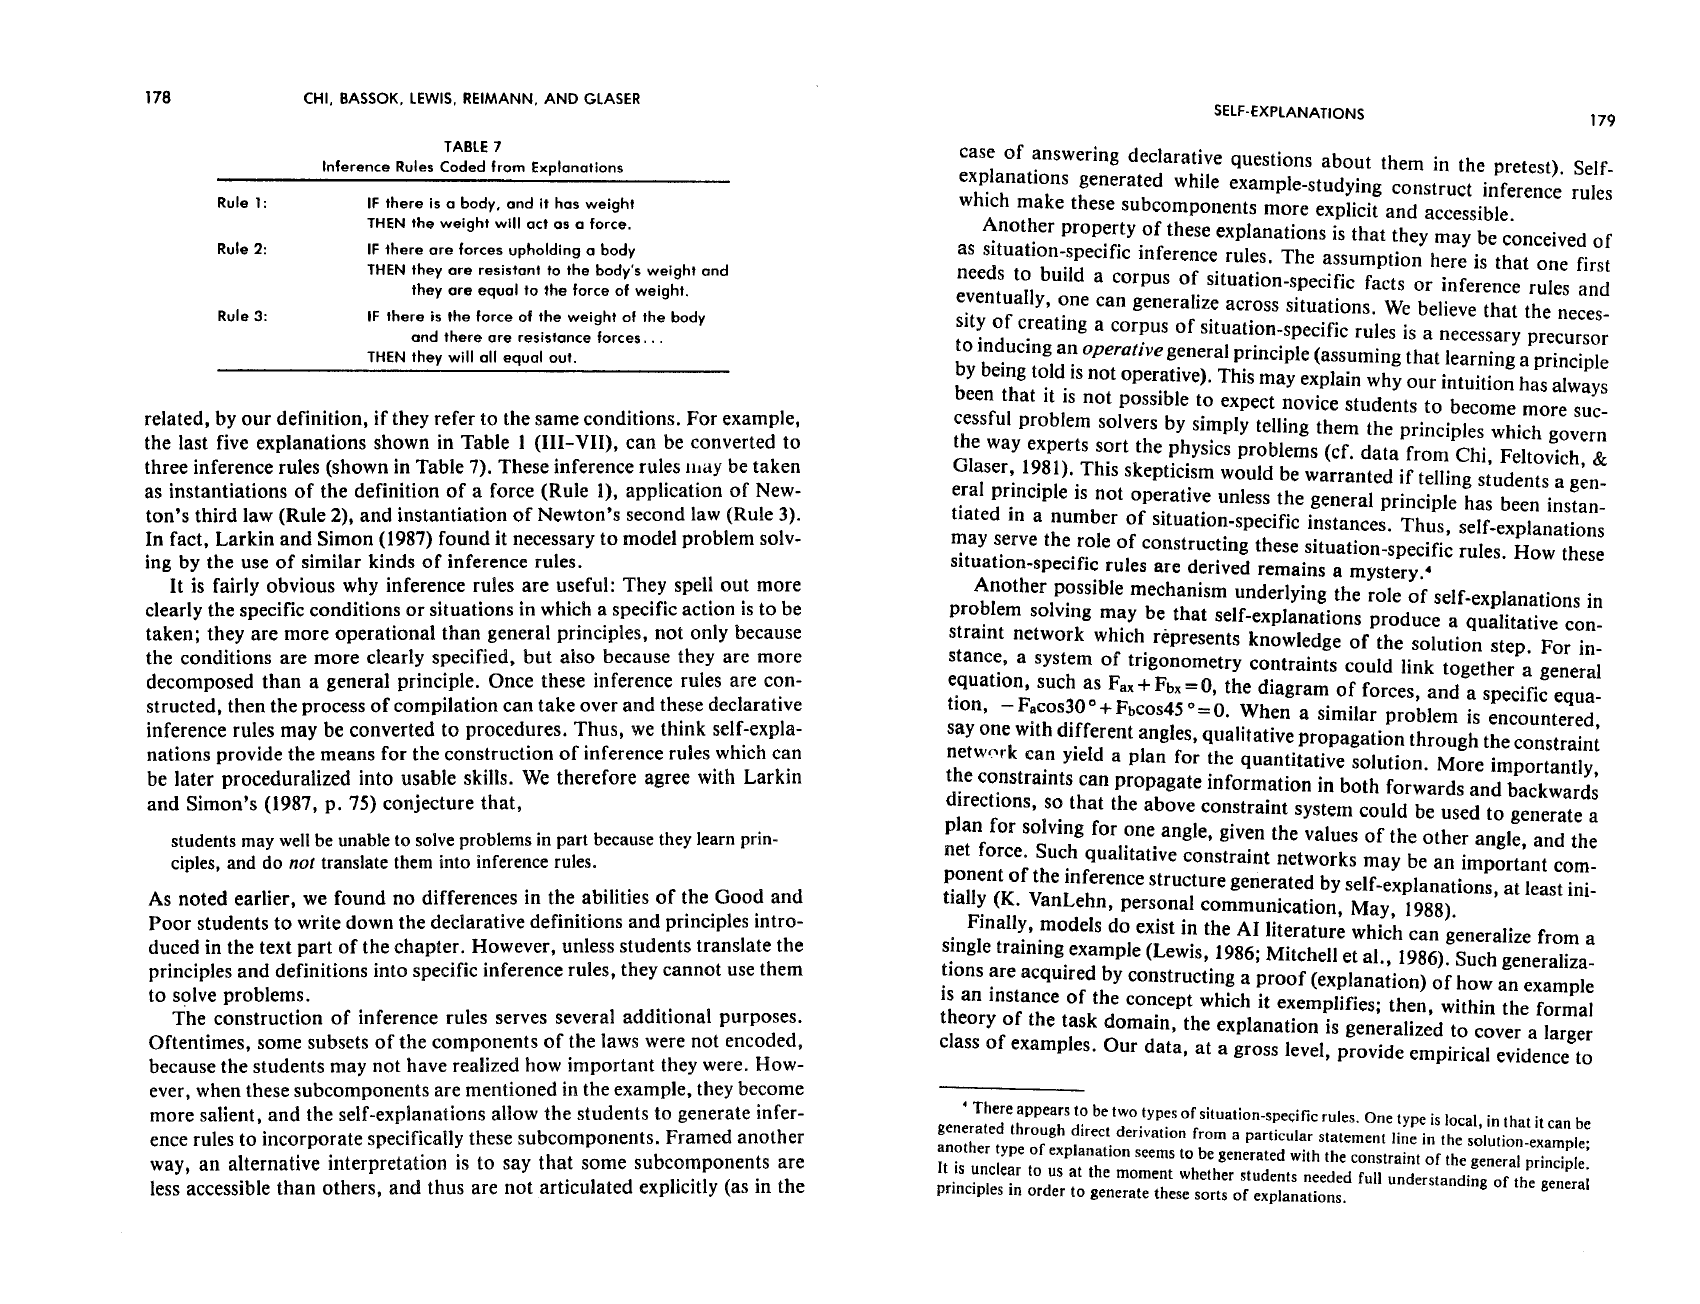 178
CHI, BASSOK, LEWIS, REIMANN, AND GLASER
TABLE 7
Inference Rules Coded from Explanations
Rule 1: IF there is a body, and it has weight
THEN the weight will act as a force.
Rule 2: IF there are forces upholding a body
THEN they are resistant to the body's weight and
they are equal to the force of weight.
Rule 3: IF there is the force of the weight of the body
and there are resistance forces...
THEN they will all equal out.
related, by our definition, if they refer to the same conditions. For example,
the last five explanations shown in Table 1 (III–VII), can be converted to
three inference rules (shown in Table 7). These inference rules may be taken
as instantiations of the definition of a force (Rule 1), application of New-
ton's third law (Rule 2), and instantiation of Newton's second law (Rule 3).
In fact, Larkin and Simon (1987) found it necessary to model problem solv-
ing by the use of similar kinds of inference rules.
It is fairly obvious why inference rules are useful: They spell out more
clearly the specific conditions or situations in which a specific action is to be
taken; they are more operational than general principles, not only because
the conditions are more clearly specified, but also because they are more
decomposed than a general principle. Once these inference rules are con-
structed, then the process of compilation can take over and these declarative
inference rules may be converted to procedures. Thus, we think self-expla-
nations provide the means for the construction of inference rules which can
be later proceduralized into usable skills. We therefore agree with Larkin
and Simon's (1987, p. 75) conjecture that,
students may well be unable to solve problems in part because they learn prin-
ciples, and do not translate them into inference rules.
As noted earlier, we found no differences in the abilities of the Good and
Poor students to write down the declarative definitions and principles intro-
duced in the text part of the chapter. However, unless students translate the
principles and definitions into specific inference rules, they cannot use them
to solve problems.
The construction of inference rules serves several additional purposes.
Oftentimes, some subsets of the components of the laws were not encoded,
because the students may not have realized how important they were. How-
ever, when these subcomponents are mentioned in the example, they become
more salient, and the self-explanations allow the students to generate infer-
ence rules to incorporate specifically these subcomponents. Framed another
way, an alternative interpretation is to say that some subcomponents are
less accessible than others, and thus are not articulated explicitly (as in the
SELF-EXPLANATIONS
179
case of answering declarative questions about them in the pretest). Self-
explanations generated while example-studying construct inference rules
which make these subcomponents more explicit and accessible.
Another property of these explanations is that they may be conceived of
as situation-specific inference rules. The assumption here is that one first
needs to build a corpus of situation-specific facts or inference rules and
eventually, one can generalize across situations. We believe that the neces-
sity of creating a corpus of situation-specific rules is a necessary precursor
to inducing an operative general principle (assuming that learning a principle
by being told is not operative). This may explain why our intuition has always
been that it is not possible to expect novice students to become more suc-
cessful problem solvers by simply telling them the principles which govern
the way experts sort the physics problems (cf. data from Chi, Feltovich, &
Glaser, 1981). This skepticism would be warranted if telling students a gen-
eral principle is not operative unless the general principle has been instan-
tiated in a number of situation-specific instances. Thus, self-explanations
may serve the role of constructing these situation-specific rules. How these
situation-specific rules are derived remains a mystery.⁴
Another possible mechanism underlying the role of self-explanations in
problem solving may be that self-explanations produce a qualitative con-
straint network which represents knowledge of the solution step. For in-
stance, a system of trigonometry contraints could link together a general
equation, such as Fax + Fbx = 0, the diagram of forces, and a specific equa-
tion, −Facos30° + Fbcos45° = 0. When a similar problem is encountered,
say one with different angles, qualitative propagation through the constraint
network can yield a plan for the quantitative solution. More importantly,
the constraints can propagate information in both forwards and backwards
directions, so that the above constraint system could be used to generate a
plan for solving for one angle, given the values of the other angle, and the
net force. Such qualitative constraint networks may be an important com-
ponent of the inference structure generated by self-explanations, at least ini-
tially (K. VanLehn, personal communication, May, 1988).
Finally, models do exist in the AI literature which can generalize from a
single training example (Lewis, 1986; Mitchell et al., 1986). Such generaliza-
tions are acquired by constructing a proof (explanation) of how an example
is an instance of the concept which it exemplifies; then, within the formal
theory of the task domain, the explanation is generalized to cover a larger
class of examples. Our data, at a gross level, provide empirical evidence to
⁴ There appears to be two types of situation-specific rules. One type is local, in that it can be
generated through direct derivation from a particular statement line in the solution-example;
another type of explanation seems to be generated with the constraint of the general principle.
It is unclear to us at the moment whether students needed full understanding of the general
principles in order to generate these sorts of explanations.